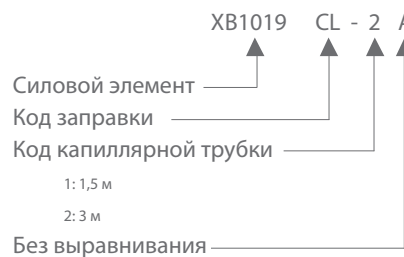 XB1019 CL - 2 A
Силовой элемент
Код заправки
Код капиллярной трубки
1: 1,5 м
2: 3 м
Без выравнивания